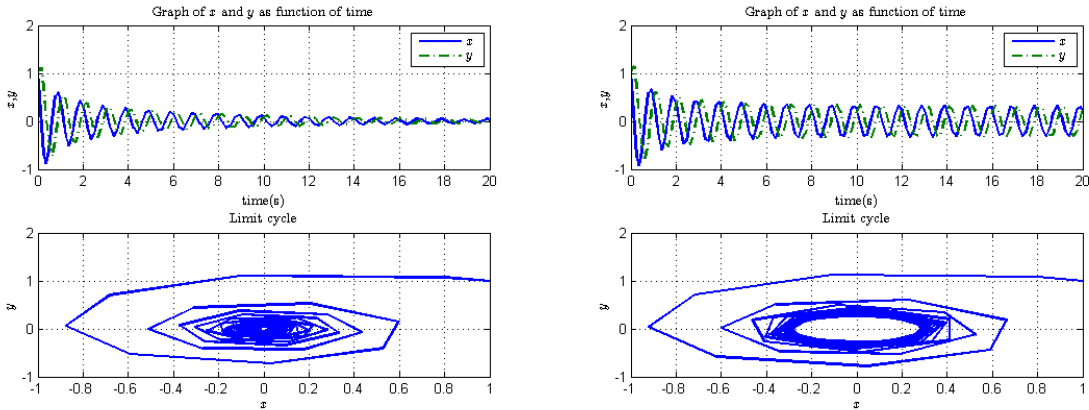 Graph of x and y as function of time
x
y
2
1
0
-1
x,y
0 2 4 6 8 10 12 14 16 18 20
time(s)
Limit cycle
2
1
0
-1
y
-1 -0.8 -0.6 -0.4 -0.2 0 0.2 0.4 0.6 0.8 1
x
Graph of x and y as function of time
x
y
2
1
0
-1
x,y
0 2 4 6 8 10 12 14 16 18 20
time(s)
Limit cycle
2
1
0
-1
y
-1 -0.8 -0.6 -0.4 -0.2 0 0.2 0.4 0.6 0.8 1
x